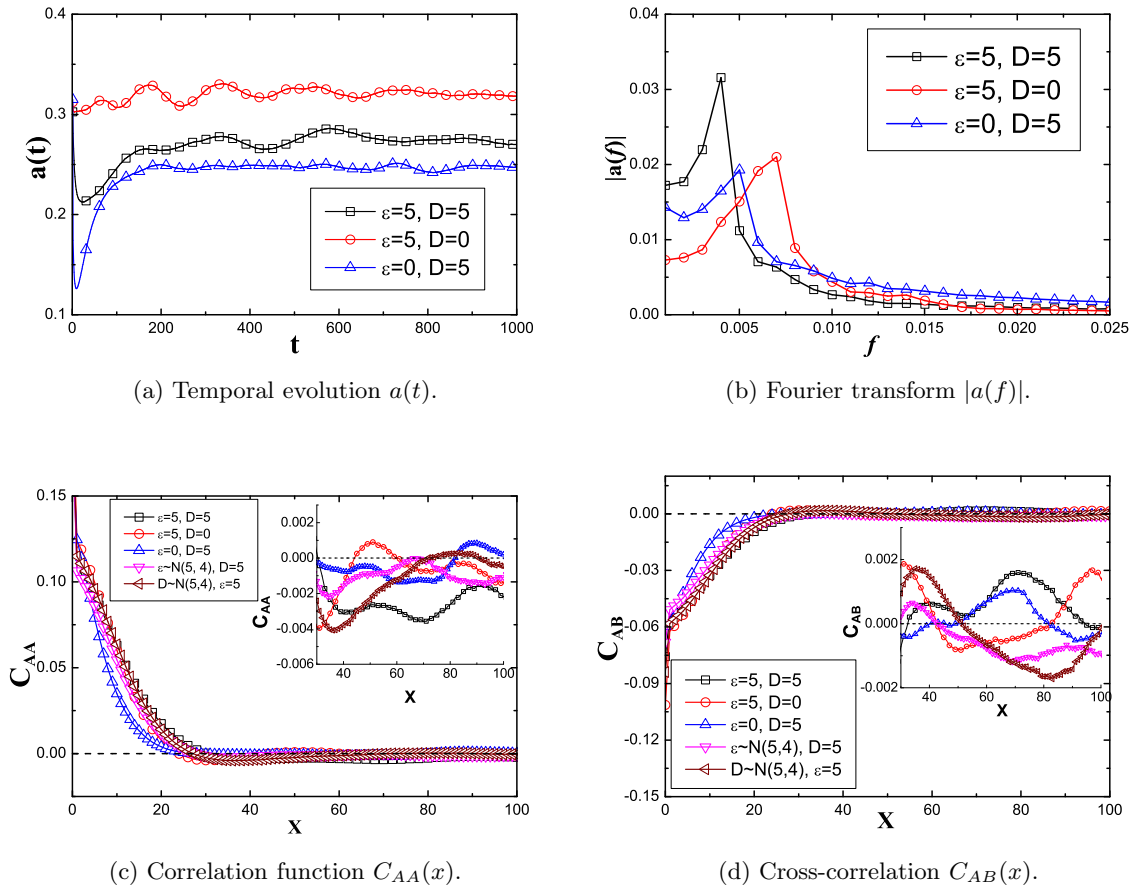 0.4
0.3
0.2
0.1
0 200 400 600 800 1000
a(t)
t
ε=5, D=5
ε=5, D=0
ε=0, D=5
(a) Temporal evolution a(t).
0.04
0.03
0.02
0.01
0.00
0.005 0.010 0.015 0.020 0.025
|a(f)|
f
ε=5, D=5
ε=5, D=0
ε=0, D=5
(b) Fourier transform |a(f)|.
0.15
0.10
0.05
0.00
0 20 40 60 80 100
C_AA
x
ε=5, D=5
ε=5, D=0
ε=0, D=5
ε~N(5, 4), D=5
D~N(5,4), ε=5
0.002
0.000
-0.002
-0.004
-0.006
40 60 80 100
C_AA
X
(c) Correlation function C_AA(x).
0.00
-0.03
-0.06
-0.09
-0.12
-0.15
0 20 40 60 80 100
C_AB
X
ε=5, D=5
ε=5, D=0
ε=0, D=5
ε~N(5,4), D=5
D~N(5,4), ε=5
0.002
0.000
-0.002
40 60 80 100
C_AB
X
(d) Cross-correlation C_AB(x).